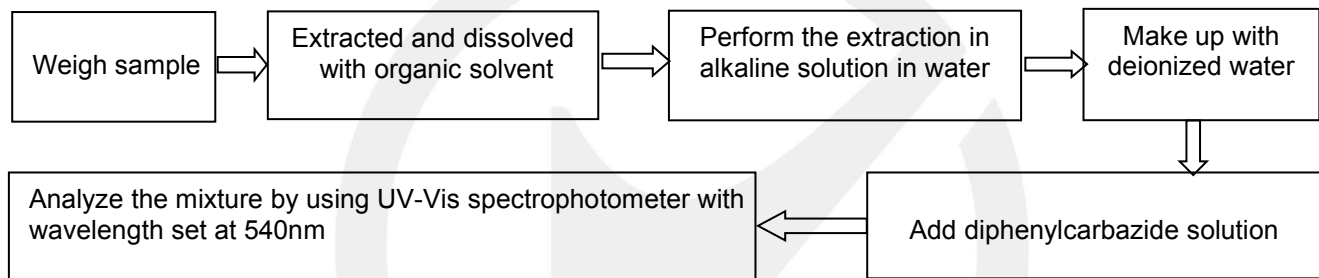 Weigh sample
Extracted and dissolved
with organic solvent
Perform the extraction in
alkaline solution in water
Make up with
deionized water
Analyze the mixture by using UV-Vis spectrophotometer with
wavelength set at 540nm
Add diphenylcarbazide solution